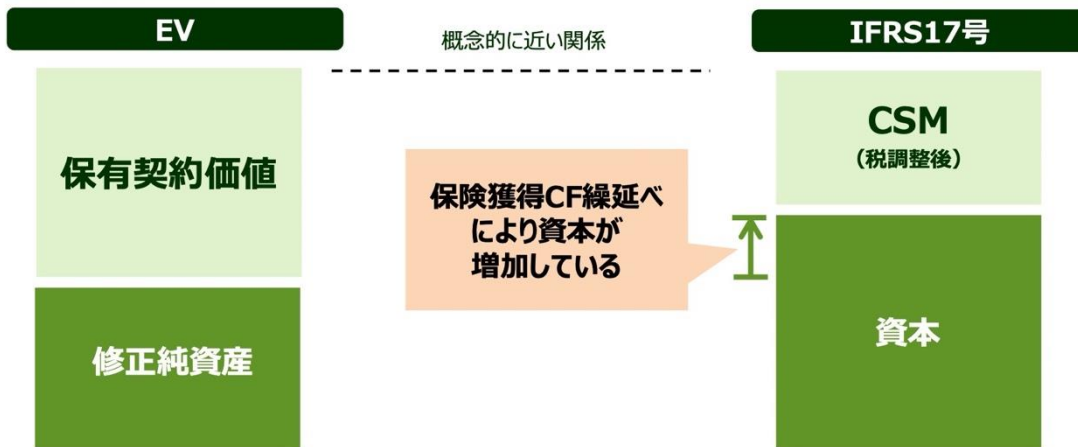 EV
概念的に近い関係
IFRS17号
保有契約価値
CSM
（税調整後）
保険獲得CF繰延べ
により資本が
増加している
修正純資産
資本